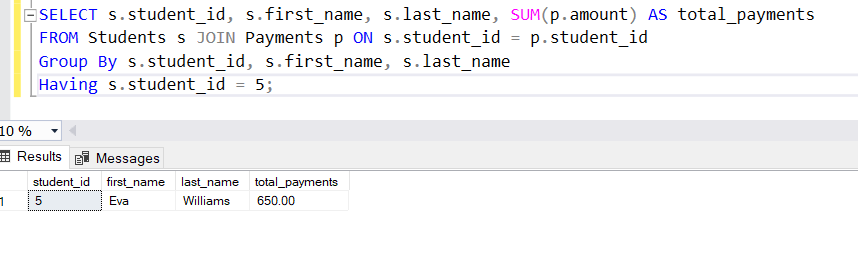 SELECT s.student_id, s.first_name, s.last_name, SUM(p.amount) AS total_payments
FROM Students s JOIN Payments p ON s.student_id = p.student_id
Group By s.student_id, s.first_name, s.last_name
Having s.student_id = 5;
10 %
Results Messages
student_id first_name last_name total_payments
1 5 Eva Williams 650.00